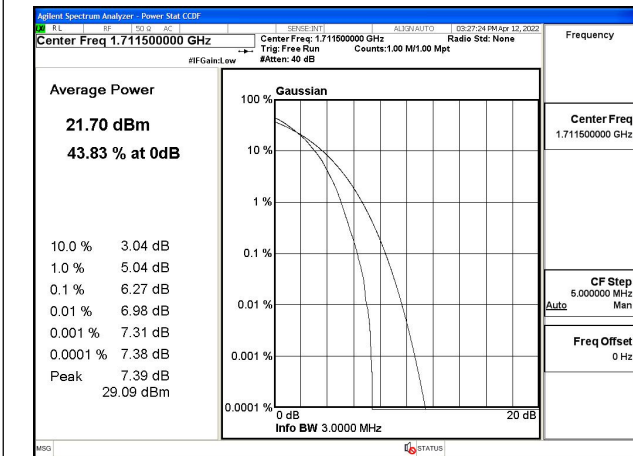 Agilent Spectrum Analyzer - Power Stat CCDF
RL RF 50 Ω AC SENSE:INT ALIGNAUTO 03:27:24 PM Apr 12, 2022
Center Freq 1.711500000 GHz
Center Freq: 1.711500000 GHz Radio Std: None
Trig: Free Run Counts:1.00 M/1.00 Mpt
#IFGain:Low #Atten: 40 dB
Frequency
Center Freq
1.711500000 GHz
CF Step
5.000000 MHz
Auto Man
Freq Offset
0 Hz
Average Power
21.70 dBm
43.83 % at 0dB
10.0 % 3.04 dB
1.0 % 5.04 dB
0.1 % 6.27 dB
0.01 % 6.98 dB
0.001 % 7.31 dB
0.0001 % 7.38 dB
Peak 7.39 dB
29.09 dBm
Gaussian
100 %
10 %
1 %
0.1 %
0.01 %
0.001 %
0.0001 %
0 dB 20 dB
Info BW 3.0000 MHz
MSG STATUS